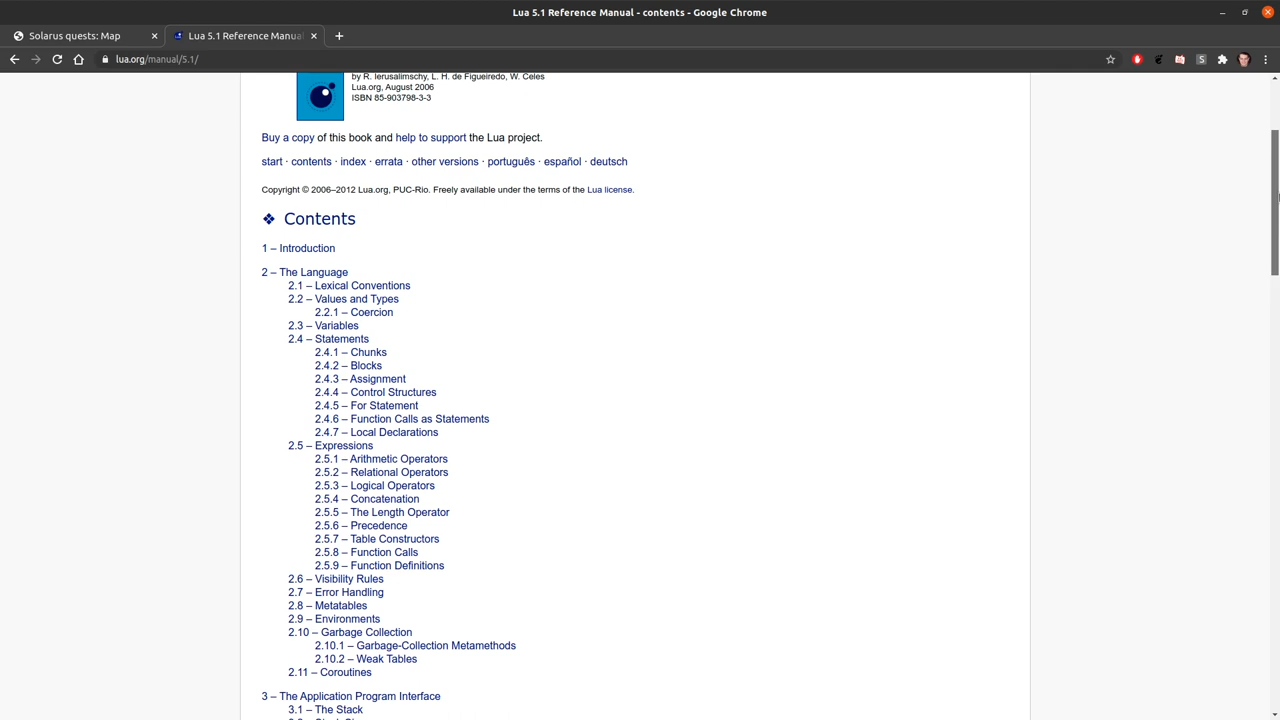 Lua 5.1 Reference Manual - contents - Google Chrome
Solarus quests: Map
Lua 5.1 Reference Manual
lua.org/manual/5.1/
by R. Ierusalimschy, L. H. de Figueiredo, W. Celes
Lua.org, August 2006
ISBN 85-903798-3-3
Buy a copy of this book and help to support the Lua project.
start · contents · index · errata · other versions · português · español · deutsch
Copyright © 2006–2012 Lua.org, PUC-Rio. Freely available under the terms of the Lua license.
❖ Contents
1 – Introduction
2 – The Language
2.1 – Lexical Conventions
2.2 – Values and Types
2.2.1 – Coercion
2.3 – Variables
2.4 – Statements
2.4.1 – Chunks
2.4.2 – Blocks
2.4.3 – Assignment
2.4.4 – Control Structures
2.4.5 – For Statement
2.4.6 – Function Calls as Statements
2.4.7 – Local Declarations
2.5 – Expressions
2.5.1 – Arithmetic Operators
2.5.2 – Relational Operators
2.5.3 – Logical Operators
2.5.4 – Concatenation
2.5.5 – The Length Operator
2.5.6 – Precedence
2.5.7 – Table Constructors
2.5.8 – Function Calls
2.5.9 – Function Definitions
2.6 – Visibility Rules
2.7 – Error Handling
2.8 – Metatables
2.9 – Environments
2.10 – Garbage Collection
2.10.1 – Garbage-Collection Metamethods
2.10.2 – Weak Tables
2.11 – Coroutines
3 – The Application Program Interface
3.1 – The Stack